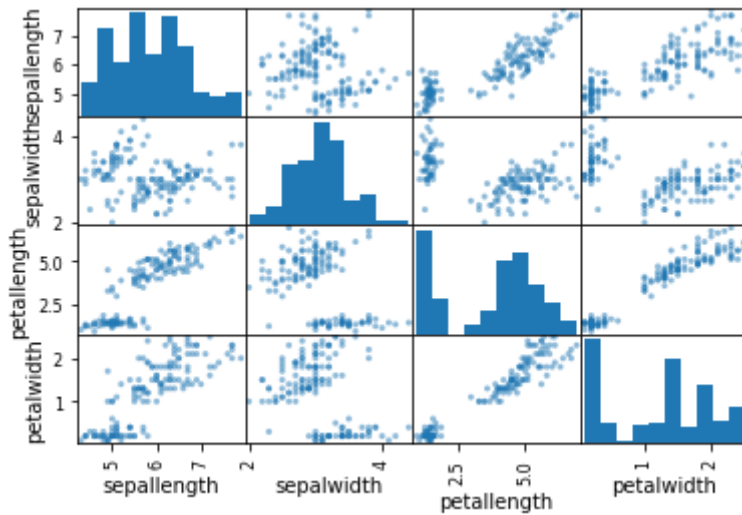 sepallength
7
6
5
sepalwidth
4
2
petallength
5.0
2.5
petalwidth
2
1
5 6 7 2 4 2.5 5.0 1 2
sepallength sepalwidth petallength petalwidth